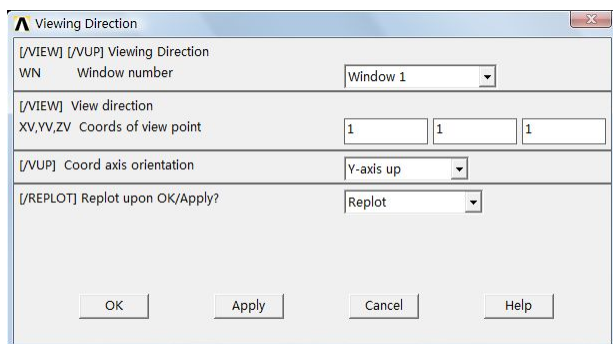 Viewing Direction
[/VIEW] [/VUP] Viewing Direction
WN Window number Window 1
[/VIEW] View direction
XV,YV,ZV Coords of view point 1 1 1
[/VUP] Coord axis orientation Y-axis up
[/REPLOT] Replot upon OK/Apply? Replot
OK Apply Cancel Help